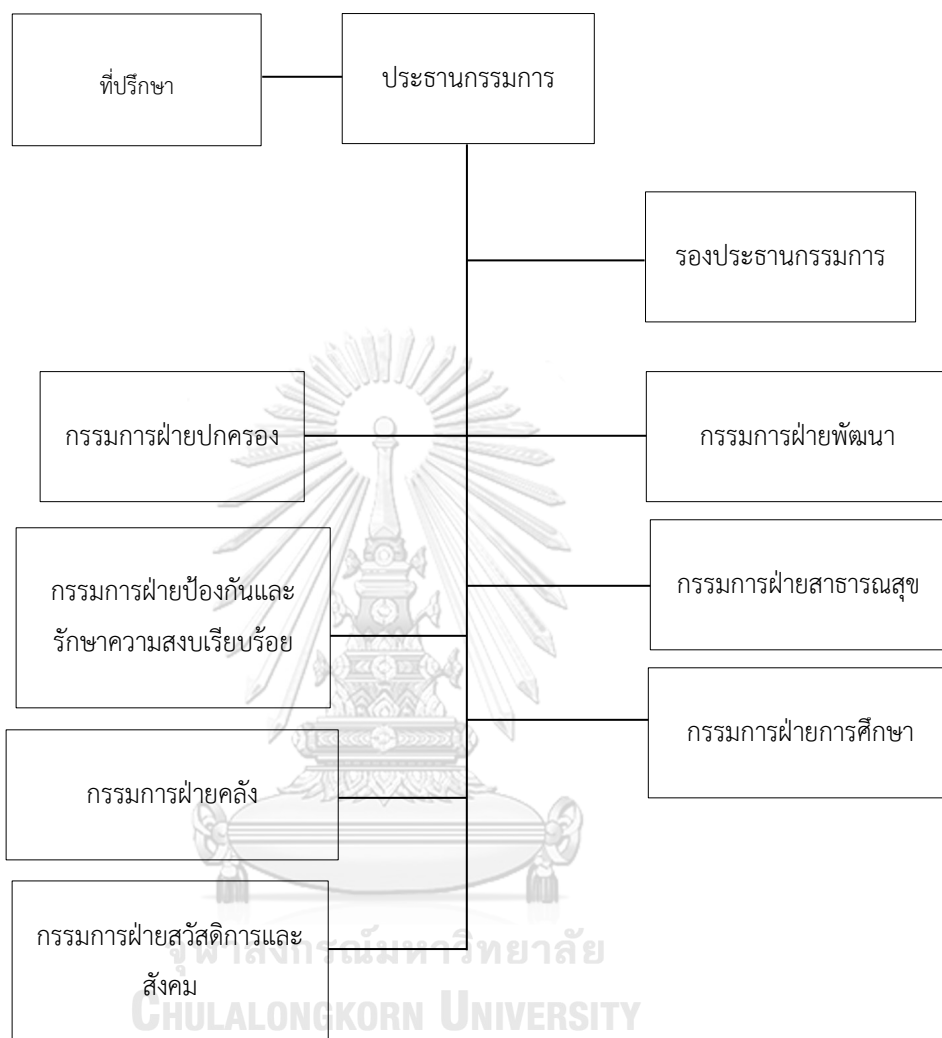 ที่ปรึกษา
ประธานกรรมการ
รองประธานกรรมการ
กรรมการฝ่ายปกครอง
กรรมการฝ่ายพัฒนา
กรรมการฝ่ายป้องกันและ
รักษาความสงบเรียบร้อย
กรรมการฝ่ายสาธารณสุข
กรรมการฝ่ายการศึกษา
กรรมการฝ่ายคลัง
กรรมการฝ่ายสวัสดิการและ
สังคม
จุฬาลงกรณ์มหาวิทยาลัย
CHULALONGKORN UNIVERSITY